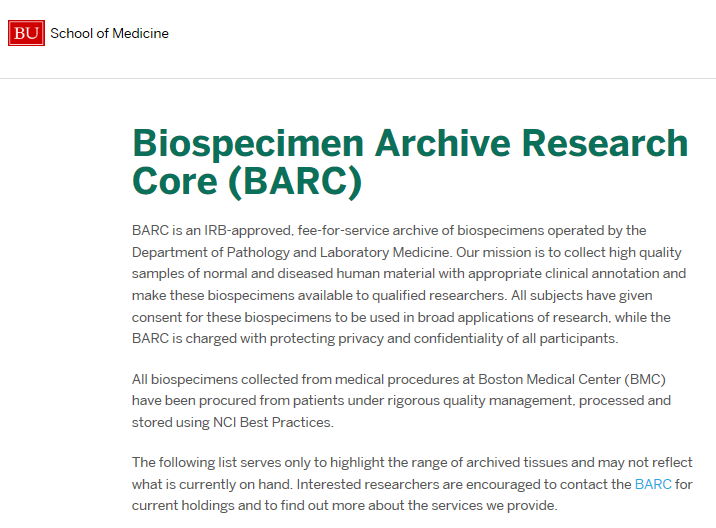 BU School of Medicine
Biospecimen Archive Research
Core (BARC)
BARC is an IRB-approved, fee-for-service archive of biospecimens operated by the
Department of Pathology and Laboratory Medicine. Our mission is to collect high quality
samples of normal and diseased human material with appropriate clinical annotation and
make these biospecimens available to qualified researchers. All subjects have given
consent for these biospecimens to be used in broad applications of research, while the
BARC is charged with protecting privacy and confidentiality of all participants.
All biospecimens collected from medical procedures at Boston Medical Center (BMC)
have been procured from patients under rigorous quality management, processed and
stored using NCI Best Practices.
The following list serves only to highlight the range of archived tissues and may not reflect
what is currently on hand. Interested researchers are encouraged to contact the BARC for
current holdings and to find out more about the services we provide.